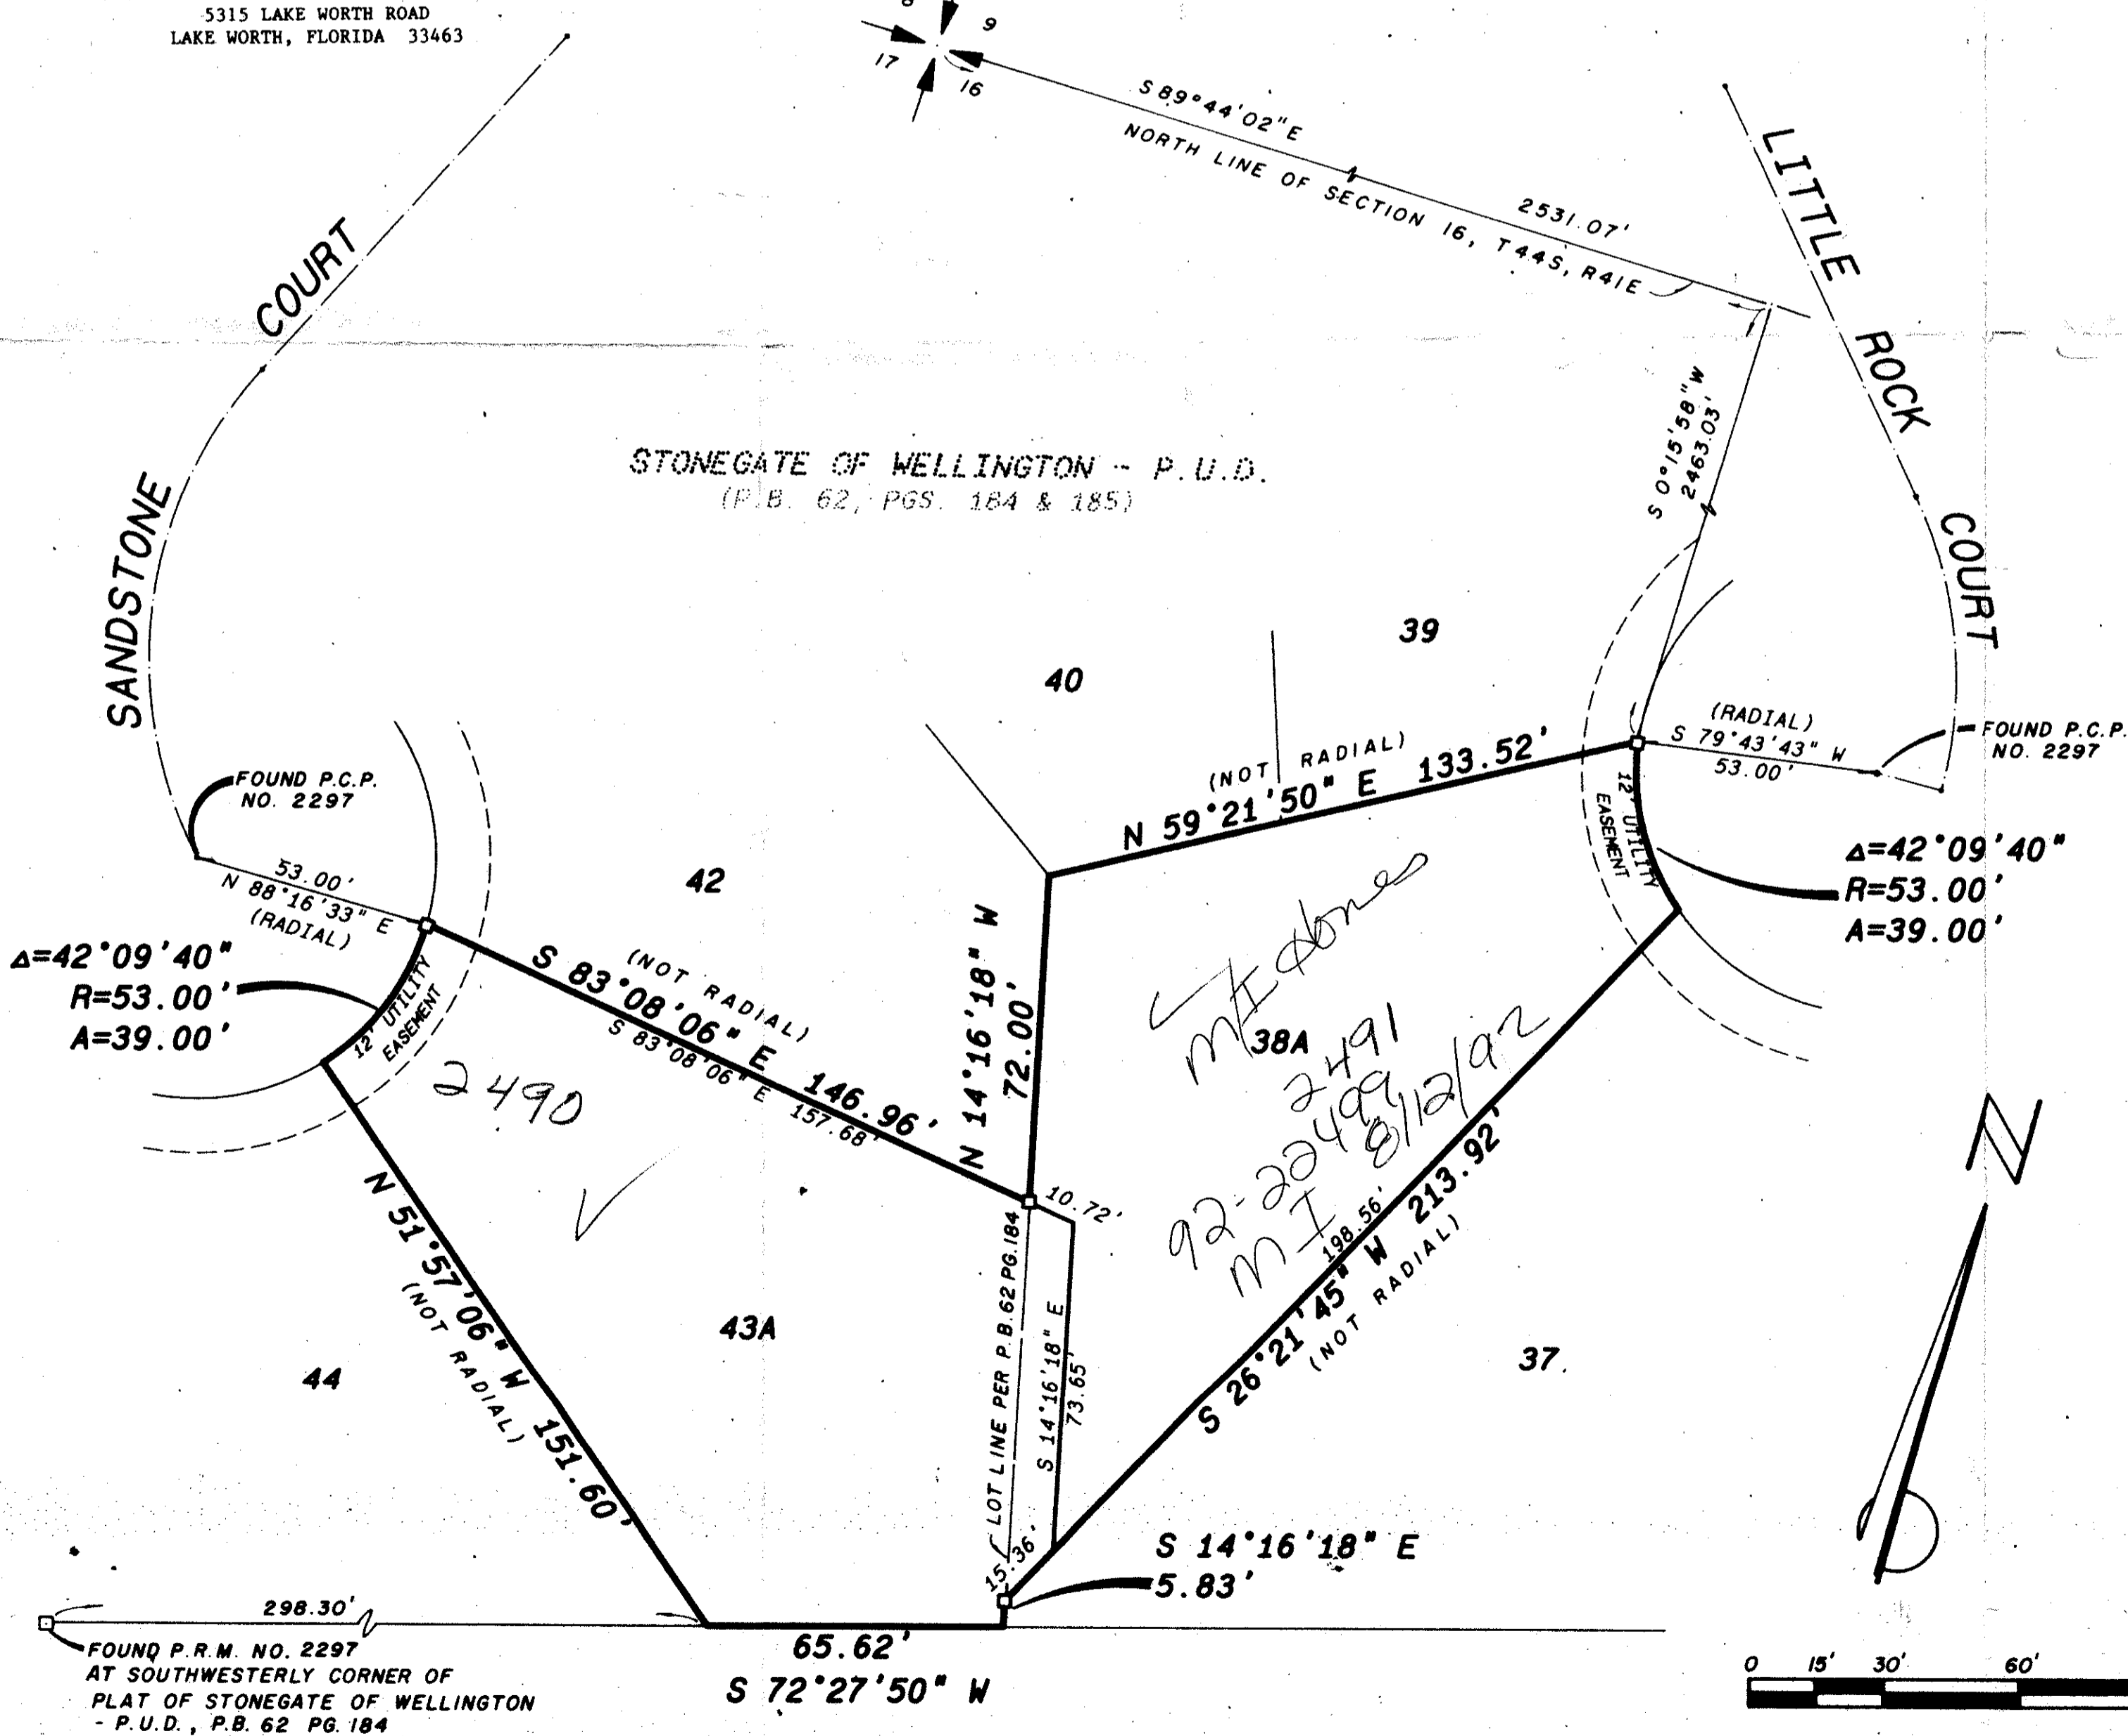 5315 LAKE WORTH ROAD
LAKE WORTH, FLORIDA 33463
8
9
17
16
S 89°44'02" E
2531.07'
NORTH LINE OF SECTION 16, T44S, R41E
LITTLE ROCK COURT
SANDSTONE COURT
STONEGATE OF WELLINGTON - P.U.D.
(P.B. 62, PGS. 184 & 185)
S 0°15'58" W
2463.03'
39
40
(RADIAL)
S 79°43'43" W
53.00'
FOUND P.C.P.
NO. 2297
(NOT RADIAL)
N 59°21'50" E 133.52'
12' UTILITY
EASEMENT
Δ=42°09'40"
R=53.00'
A=39.00'
FOUND P.C.P.
NO. 2297
53.00'
N 88°16'33" E
(RADIAL)
42
Δ=42°09'40"
R=53.00'
A=39.00'
12' UTILITY
EASEMENT
(NOT RADIAL)
S 83°08'06" E 146.96'
S 83°08'06" E 157.68'
N 14°16'18" W
72.00'
38A
2491
92-22499
8/12/92
M-I
2490
10.72'
198.56'
S 26°21'45" W 213.92'
(NOT RADIAL)
N 51°57'06" W 151.60'
(NOT RADIAL)
43A
LOT LINE PER P.B.62 PG.184
S 14°16'18" E
73.65'
44
37.
N
15.36'
S 14°16'18" E
5.83'
298.30'
FOUND P.R.M. NO. 2297
AT SOUTHWESTERLY CORNER OF
PLAT OF STONEGATE OF WELLINGTON
- P.U.D., P.B. 62 PG. 184
65.62'
S 72°27'50" W
0 15' 30' 60'